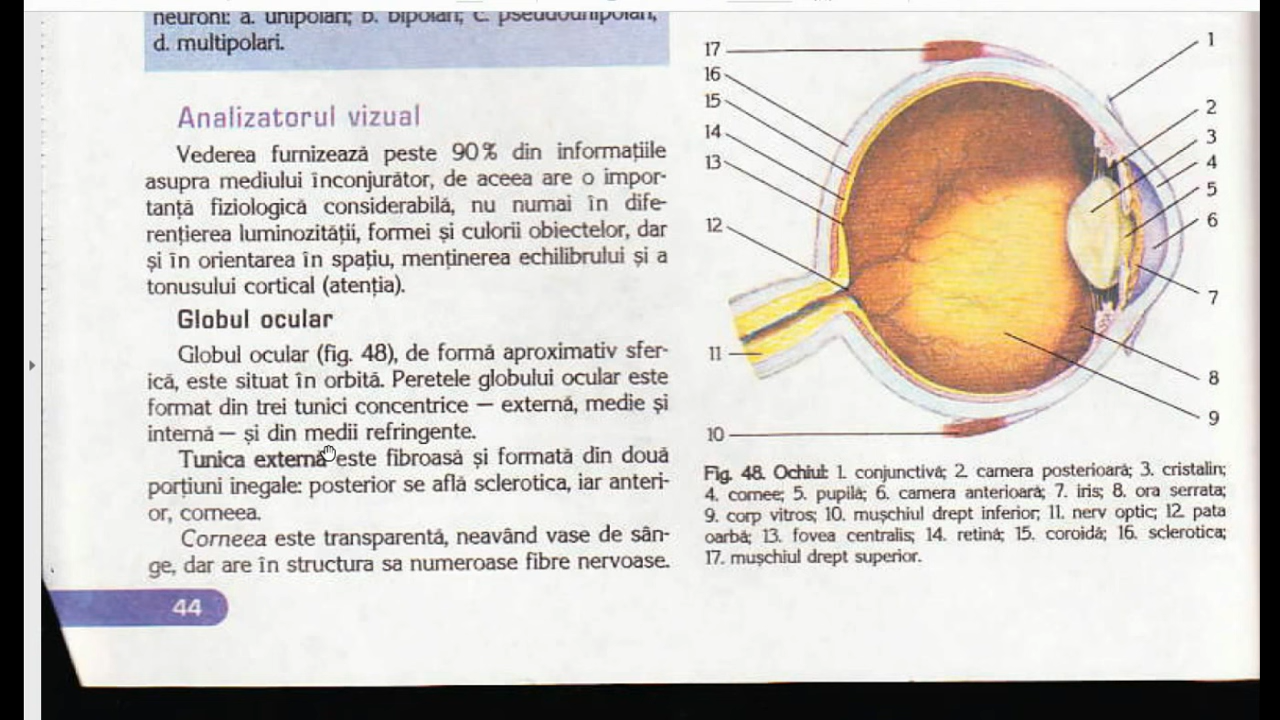 neuroni: a. unipolari; b. bipolari; c. pseudounipolari;
d. multipolari.
Analizatorul vizual
Vederea furnizează peste 90% din informațiile
asupra mediului înconjurător, de aceea are o impor-
tanță fiziologică considerabilă, nu numai în dife-
rențierea luminozității, formei și culorii obiectelor, dar
și în orientarea în spațiu, menținerea echilibrului și a
tonusului cortical (atenția).
Globul ocular
Globul ocular (fig. 48), de formă aproximativ sfer-
ică, este situat în orbită. Peretele globului ocular este
format din trei tunici concentrice — externă, medie și
internă — și din medii refringente.
Tunica externă este fibroasă și formată din două
porțiuni inegale: posterior se află sclerotica, iar anteri-
or, corneea.
Corneea este transparentă, neavând vase de sân-
ge, dar are în structura sa numeroase fibre nervoase.
44
17
16
15
14
13
12
11
10
1
2
3
4
5
6
7
8
9
Fig. 48. Ochiul: 1. conjunctivă; 2. camera posterioară; 3. cristalin;
4. cornee; 5. pupilă; 6. camera anterioară; 7. iris; 8. ora serrata;
9. corp vitros; 10. mușchiul drept inferior; 11. nerv optic; 12. pata
oarbă; 13. fovea centralis; 14. retină; 15. coroidă; 16. sclerotica;
17. mușchiul drept superior.